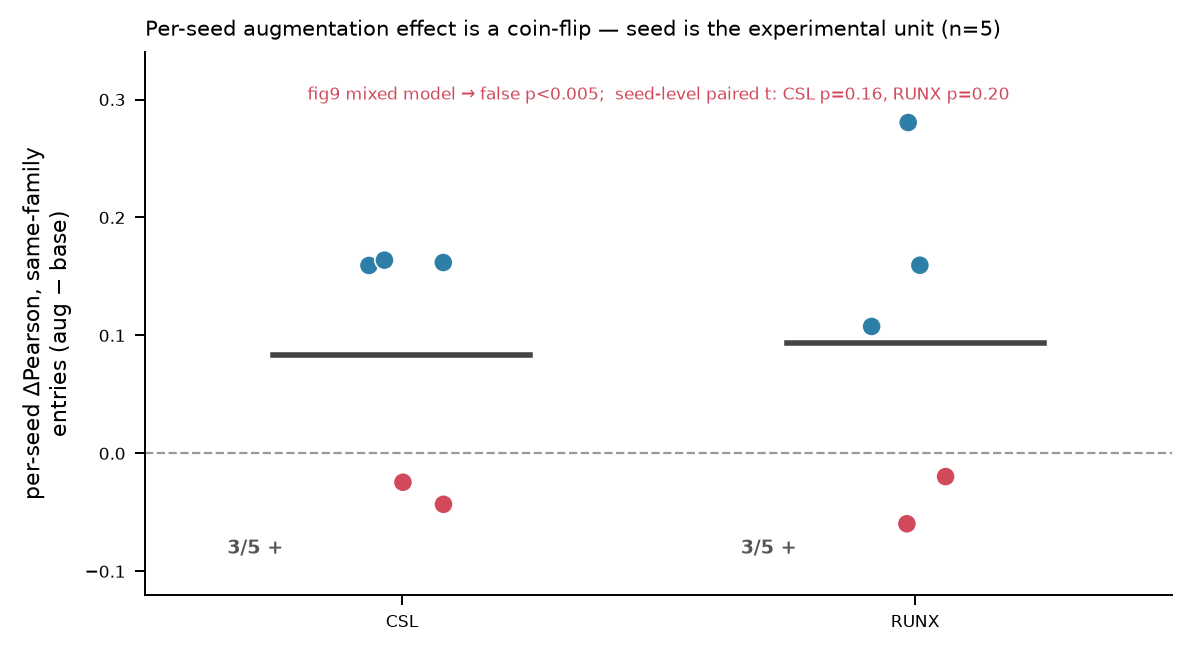 Per-seed augmentation effect is a coin-flip — seed is the experimental unit (n=5)
fig9 mixed model → false p<0.005;  seed-level paired t: CSL p=0.16, RUNX p=0.20
per-seed ΔPearson, same-family
entries (aug − base)
0.3
0.2
0.1
0.0
−0.1
3/5 +
3/5 +
CSL
RUNX